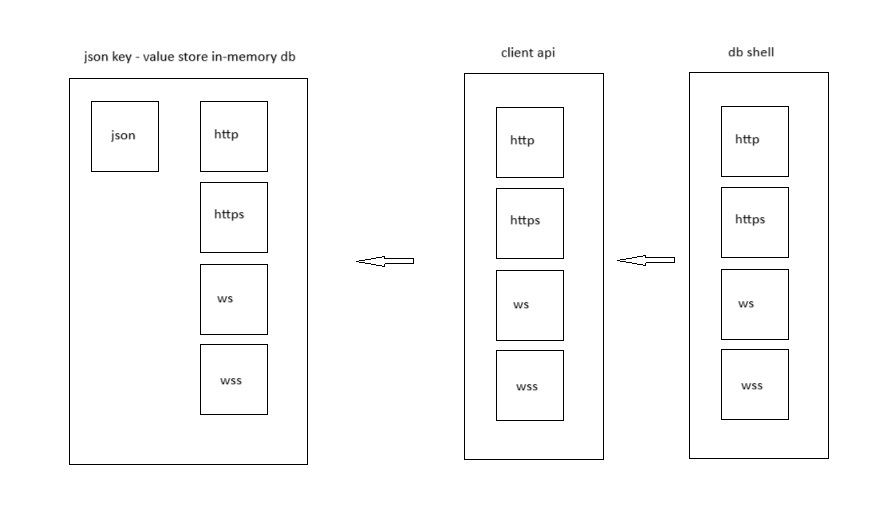 json key - value store in-memory db
json
http
https
ws
wss
client api
http
https
ws
wss
db shell
http
https
ws
wss